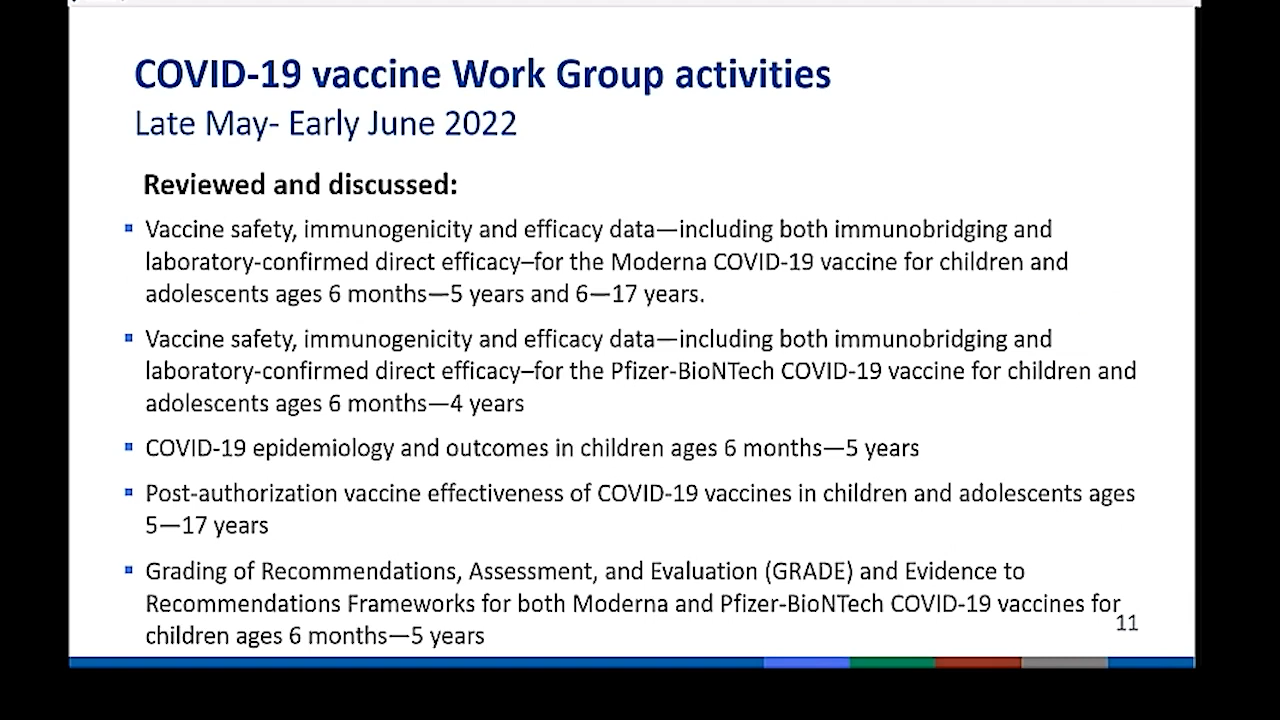 COVID-19 vaccine Work Group activities
Late May- Early June 2022
Reviewed and discussed:
Vaccine safety, immunogenicity and efficacy data—including both immunobridging and
laboratory-confirmed direct efficacy–for the Moderna COVID-19 vaccine for children and
adolescents ages 6 months—5 years and 6—17 years.
Vaccine safety, immunogenicity and efficacy data—including both immunobridging and
laboratory-confirmed direct efficacy–for the Pfizer-BioNTech COVID-19 vaccine for children and
adolescents ages 6 months—4 years
COVID-19 epidemiology and outcomes in children ages 6 months—5 years
Post-authorization vaccine effectiveness of COVID-19 vaccines in children and adolescents ages
5—17 years
Grading of Recommendations, Assessment, and Evaluation (GRADE) and Evidence to
Recommendations Frameworks for both Moderna and Pfizer-BioNTech COVID-19 vaccines for
children ages 6 months—5 years
11